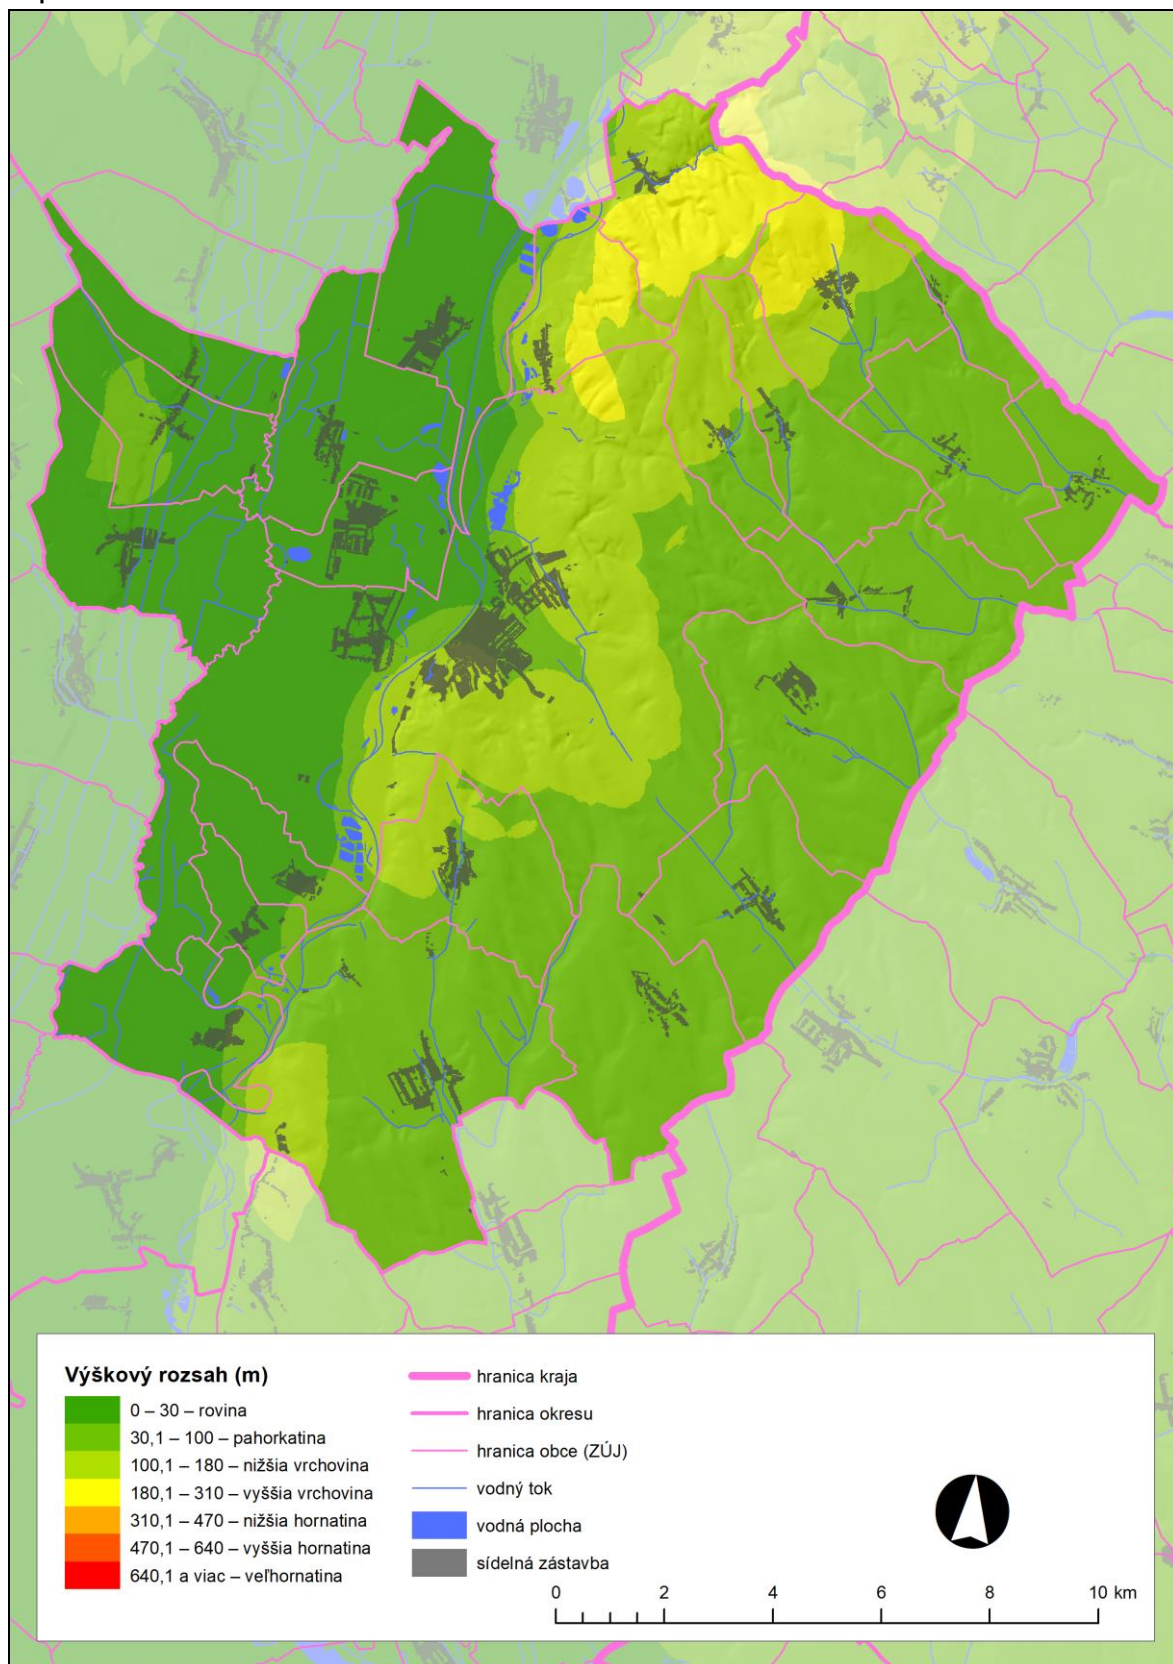 Výškový rozsah (m)
0 – 30 – rovina
30,1 – 100 – pahorkatina
100,1 – 180 – nižšia vrchovina
180,1 – 310 – vyššia vrchovina
310,1 – 470 – nižšia hornatina
470,1 – 640 – vyššia hornatina
640,1 a viac – veľhornatina
hranica kraja
hranica okresu
hranica obce (ZÚJ)
vodný tok
vodná plocha
sídelná zástavba
0 2 4 6 8 10 km